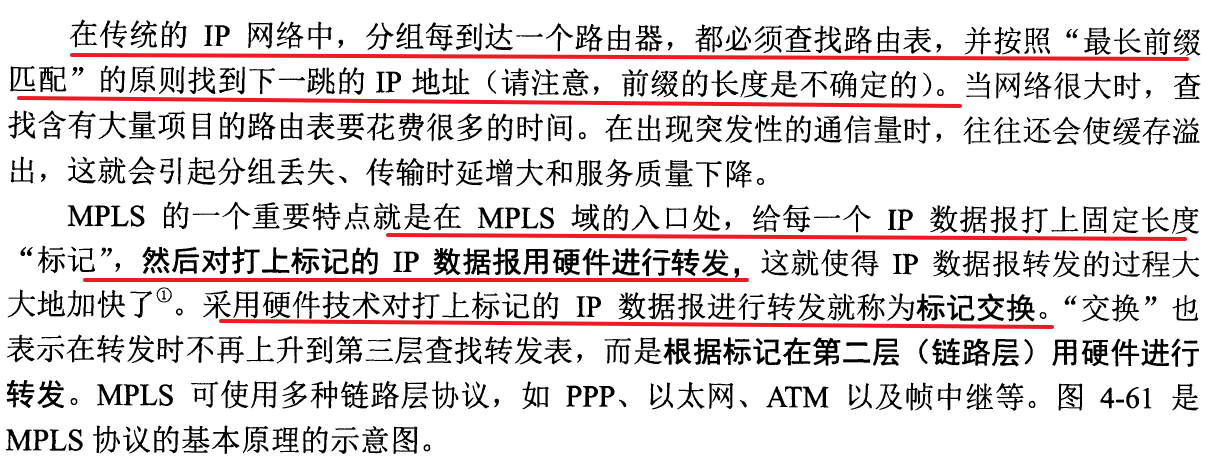 在传统的 IP 网络中，分组每到达一个路由器，都必须查找路由表，并按照“最长前缀
匹配”的原则找到下一跳的 IP 地址（请注意，前缀的长度是不确定的）。当网络很大时，查
找含有大量项目的路由表要花费很多的时间。在出现突发性的通信量时，往往还会使缓存溢
出，这就会引起分组丢失、传输时延增大和服务质量下降。
MPLS 的一个重要特点就是在 MPLS 域的入口处，给每一个 IP 数据报打上固定长度
“标记”，然后对打上标记的 IP 数据报用硬件进行转发，这就使得 IP 数据报转发的过程大
大地加快了①。采用硬件技术对打上标记的 IP 数据报进行转发就称为标记交换。“交换”也
表示在转发时不再上升到第三层查找转发表，而是根据标记在第二层（链路层）用硬件进行
转发。MPLS 可使用多种链路层协议，如 PPP、以太网、ATM 以及帧中继等。图 4-61 是
MPLS 协议的基本原理的示意图。